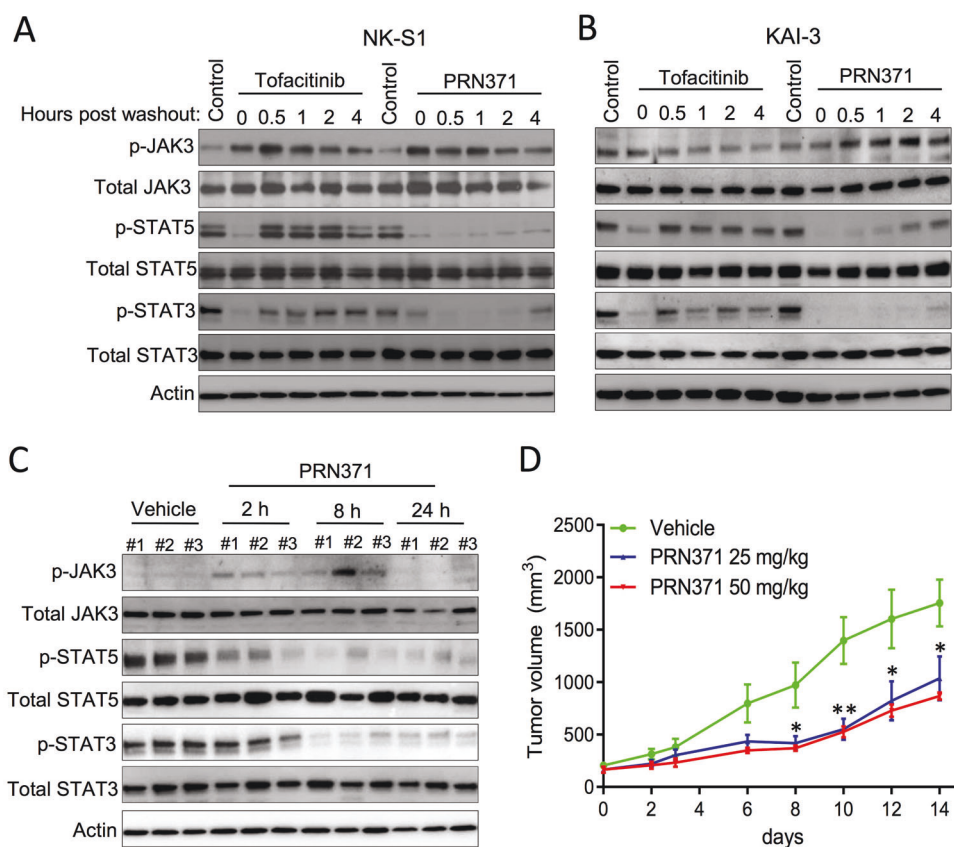 A
NK-S1
Control Tofacitinib Control PRN371
Hours post washout: 0 0.5 1 2 4 0 0.5 1 2 4
p-JAK3
Total JAK3
p-STAT5
Total STAT5
p-STAT3
Total STAT3
Actin
B
KAI-3
Control Tofacitinib Control PRN371
0 0.5 1 2 4 0 0.5 1 2 4
C
PRN371
Vehicle 2 h 8 h 24 h
#1 #2 #3 #1 #2 #3 #1 #2 #3 #1 #2 #3
p-JAK3
Total JAK3
p-STAT5
Total STAT5
p-STAT3
Total STAT3
Actin
D
Tumor volume (mm³)
2500
2000
1500
1000
500
0
Vehicle
PRN371 25 mg/kg
PRN371 50 mg/kg
* ** * *
0 2 4 6 8 10 12 14
days